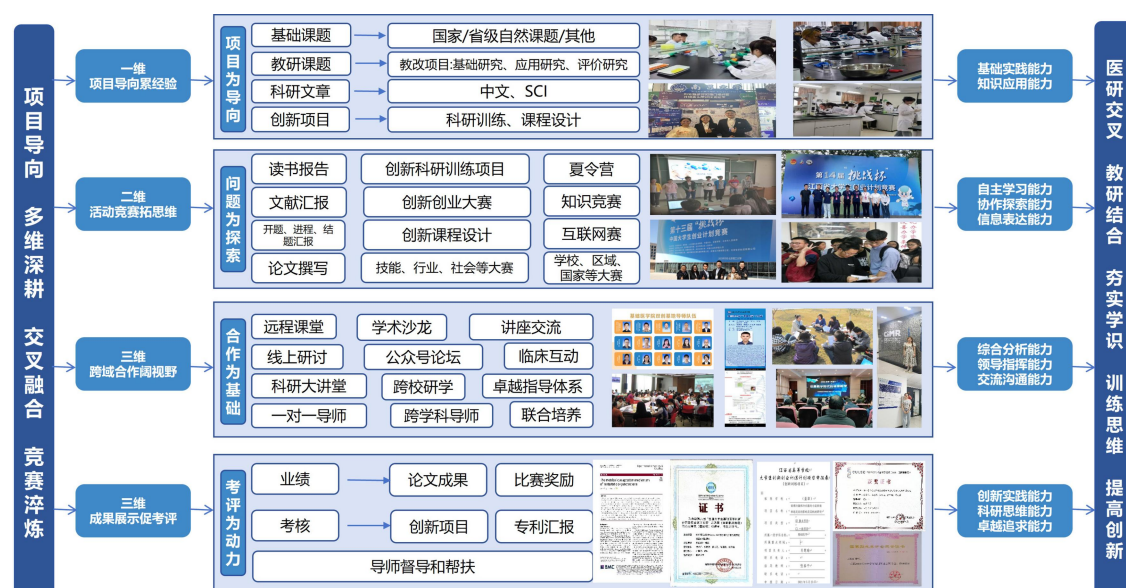 项目导向 多维深耕 交叉融合 竞赛淬炼
一维
项目导向累经验
项目为导向
基础课题
国家/省级自然课题/其他
教研课题
教改项目:基础研究、应用研究、评价研究
科研文章
中文、SCI
创新项目
科研训练、课程设计
基础实践能力
知识应用能力
二维
活动竞赛拓思维
问题为探索
读书报告
创新科研训练项目
夏令营
文献汇报
创新创业大赛
知识竞赛
开题、进程、结
题汇报
创新课程设计
互联网赛
论文撰写
技能、行业、社会等大赛
学校、区域、
国家等大赛
第十三届"挑战杯"
自主学习能力
协作探索能力
信息表达能力
三维
跨域合作阔视野
合作为基础
远程课堂
学术沙龙
讲座交流
线上研讨
公众号论坛
临床互动
科研大讲堂
跨校研学
卓越指导体系
一对一导师
跨学科导师
联合培养
GMR
综合分析能力
领导指挥能力
交流沟通能力
三维
成果展示促考评
考评为动力
业绩
论文成果
比赛奖励
考核
创新项目
专利汇报
导师督导和帮扶
BMC
证书
创新实践能力
科研思维能力
卓越追求能力
医研交叉 教研结合 夯实学识 训练思维 提高创新